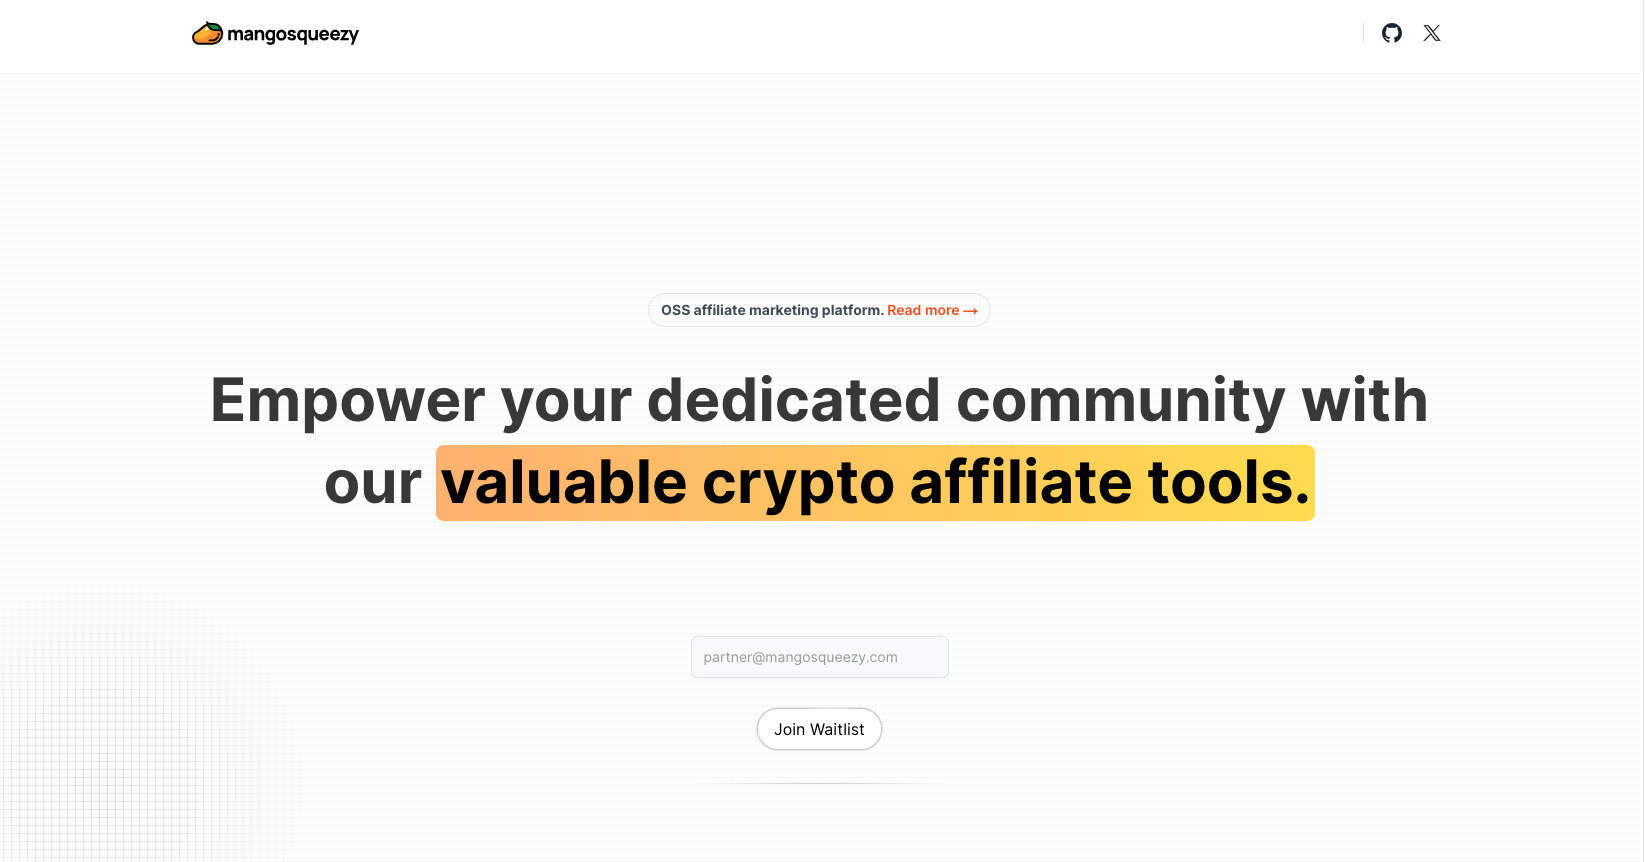 mangosqueezy
OSS affiliate marketing platform. Read more →
Empower your dedicated community with
our valuable crypto affiliate tools.
partner@mangosqueezy.com
Join Waitlist